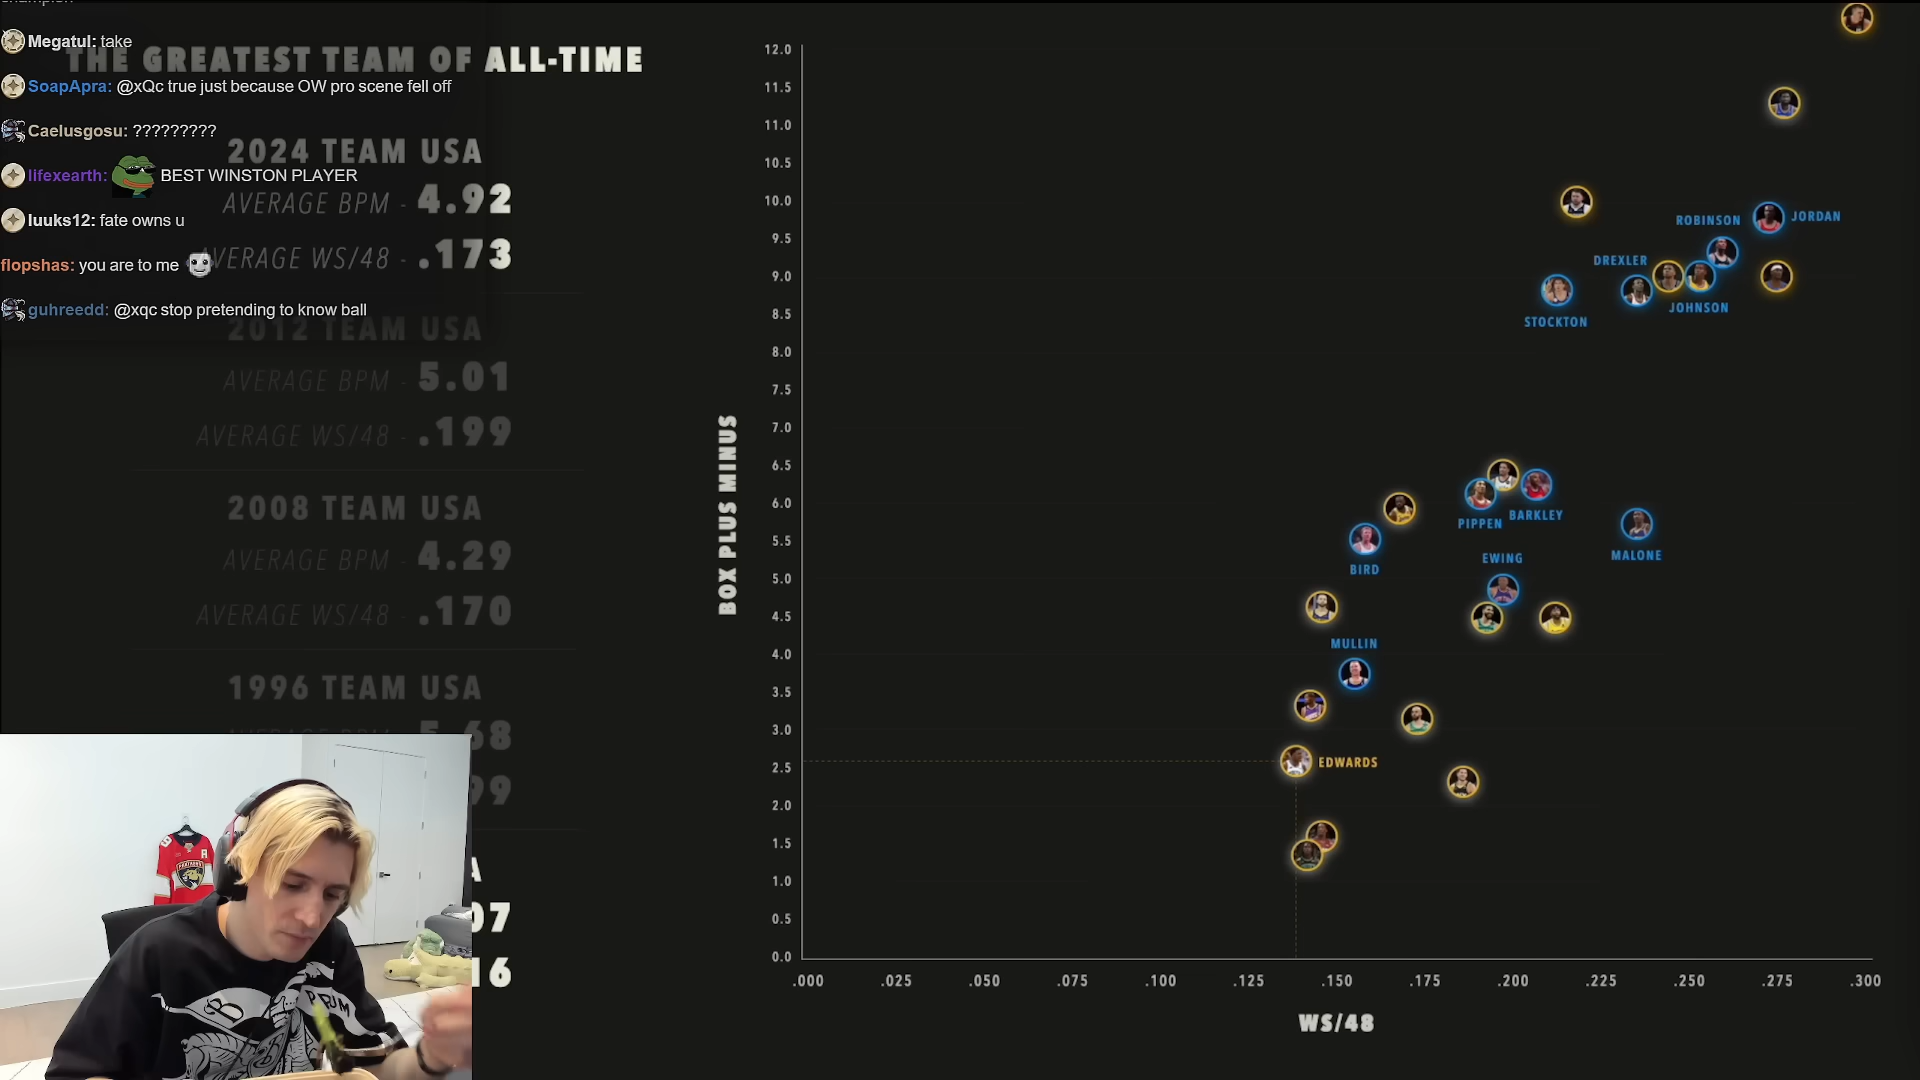 Megatul: take
SoapApra: @xQc true just because OW pro scene fell off
Caelusgosu: ?????????
lifxearth: BEST WINSTON PLAYER
luuks12: fate owns u
flopshas: you are to me
guhreedd: @xqc stop pretending to know ball
THE GREATEST TEAM OF ALL-TIME
2024 TEAM USA
AVERAGE BPM - 4.92
AVERAGE WS/48 - .173
2012 TEAM USA
AVERAGE BPM - 5.01
AVERAGE WS/48 - .199
2008 TEAM USA
AVERAGE BPM - 4.29
AVERAGE WS/48 - .170
1996 TEAM USA
.68
99
A
07
16
BOX PLUS MINUS
12.0
11.5
11.0
10.5
10.0
9.5
9.0
8.5
8.0
7.5
7.0
6.5
6.0
5.5
5.0
4.5
4.0
3.5
3.0
2.5
2.0
1.5
1.0
0.5
0.0
ROBINSON
JORDAN
DREXLER
JOHNSON
STOCKTON
PIPPEN
BARKLEY
MALONE
BIRD
EWING
MULLIN
EDWARDS
.000 .025 .050 .075 .100 .125 .150 .175 .200 .225 .250 .275 .300
WS/48